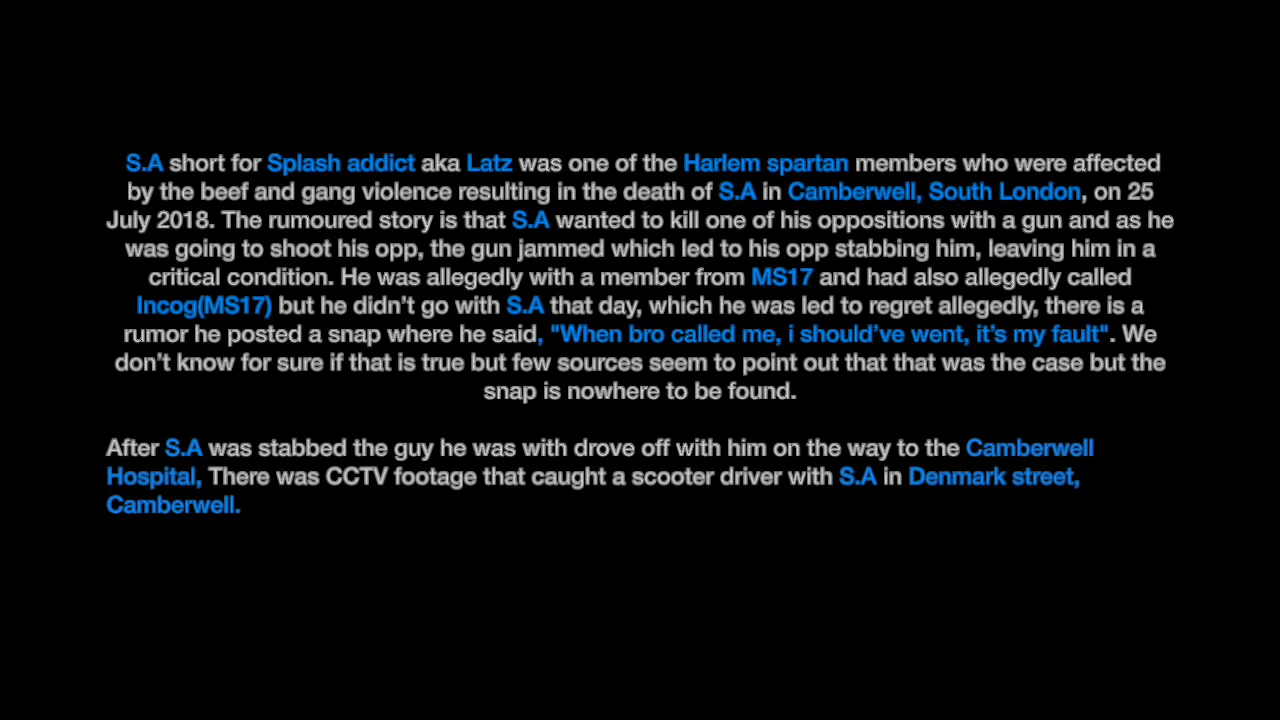 S.A short for Splash addict aka Latz was one of the Harlem spartan members who were affected
by the beef and gang violence resulting in the death of S.A in Camberwell, South London, on 25
July 2018. The rumoured story is that S.A wanted to kill one of his oppositions with a gun and as he
was going to shoot his opp, the gun jammed which led to his opp stabbing him, leaving him in a
critical condition. He was allegedly with a member from MS17 and had also allegedly called
Incog(MS17) but he didn’t go with S.A that day, which he was led to regret allegedly, there is a
rumor he posted a snap where he said, "When bro called me, i should’ve went, it’s my fault". We
don’t know for sure if that is true but few sources seem to point out that that was the case but the
snap is nowhere to be found.
After S.A was stabbed the guy he was with drove off with him on the way to the Camberwell
Hospital, There was CCTV footage that caught a scooter driver with S.A in Denmark street,
Camberwell.